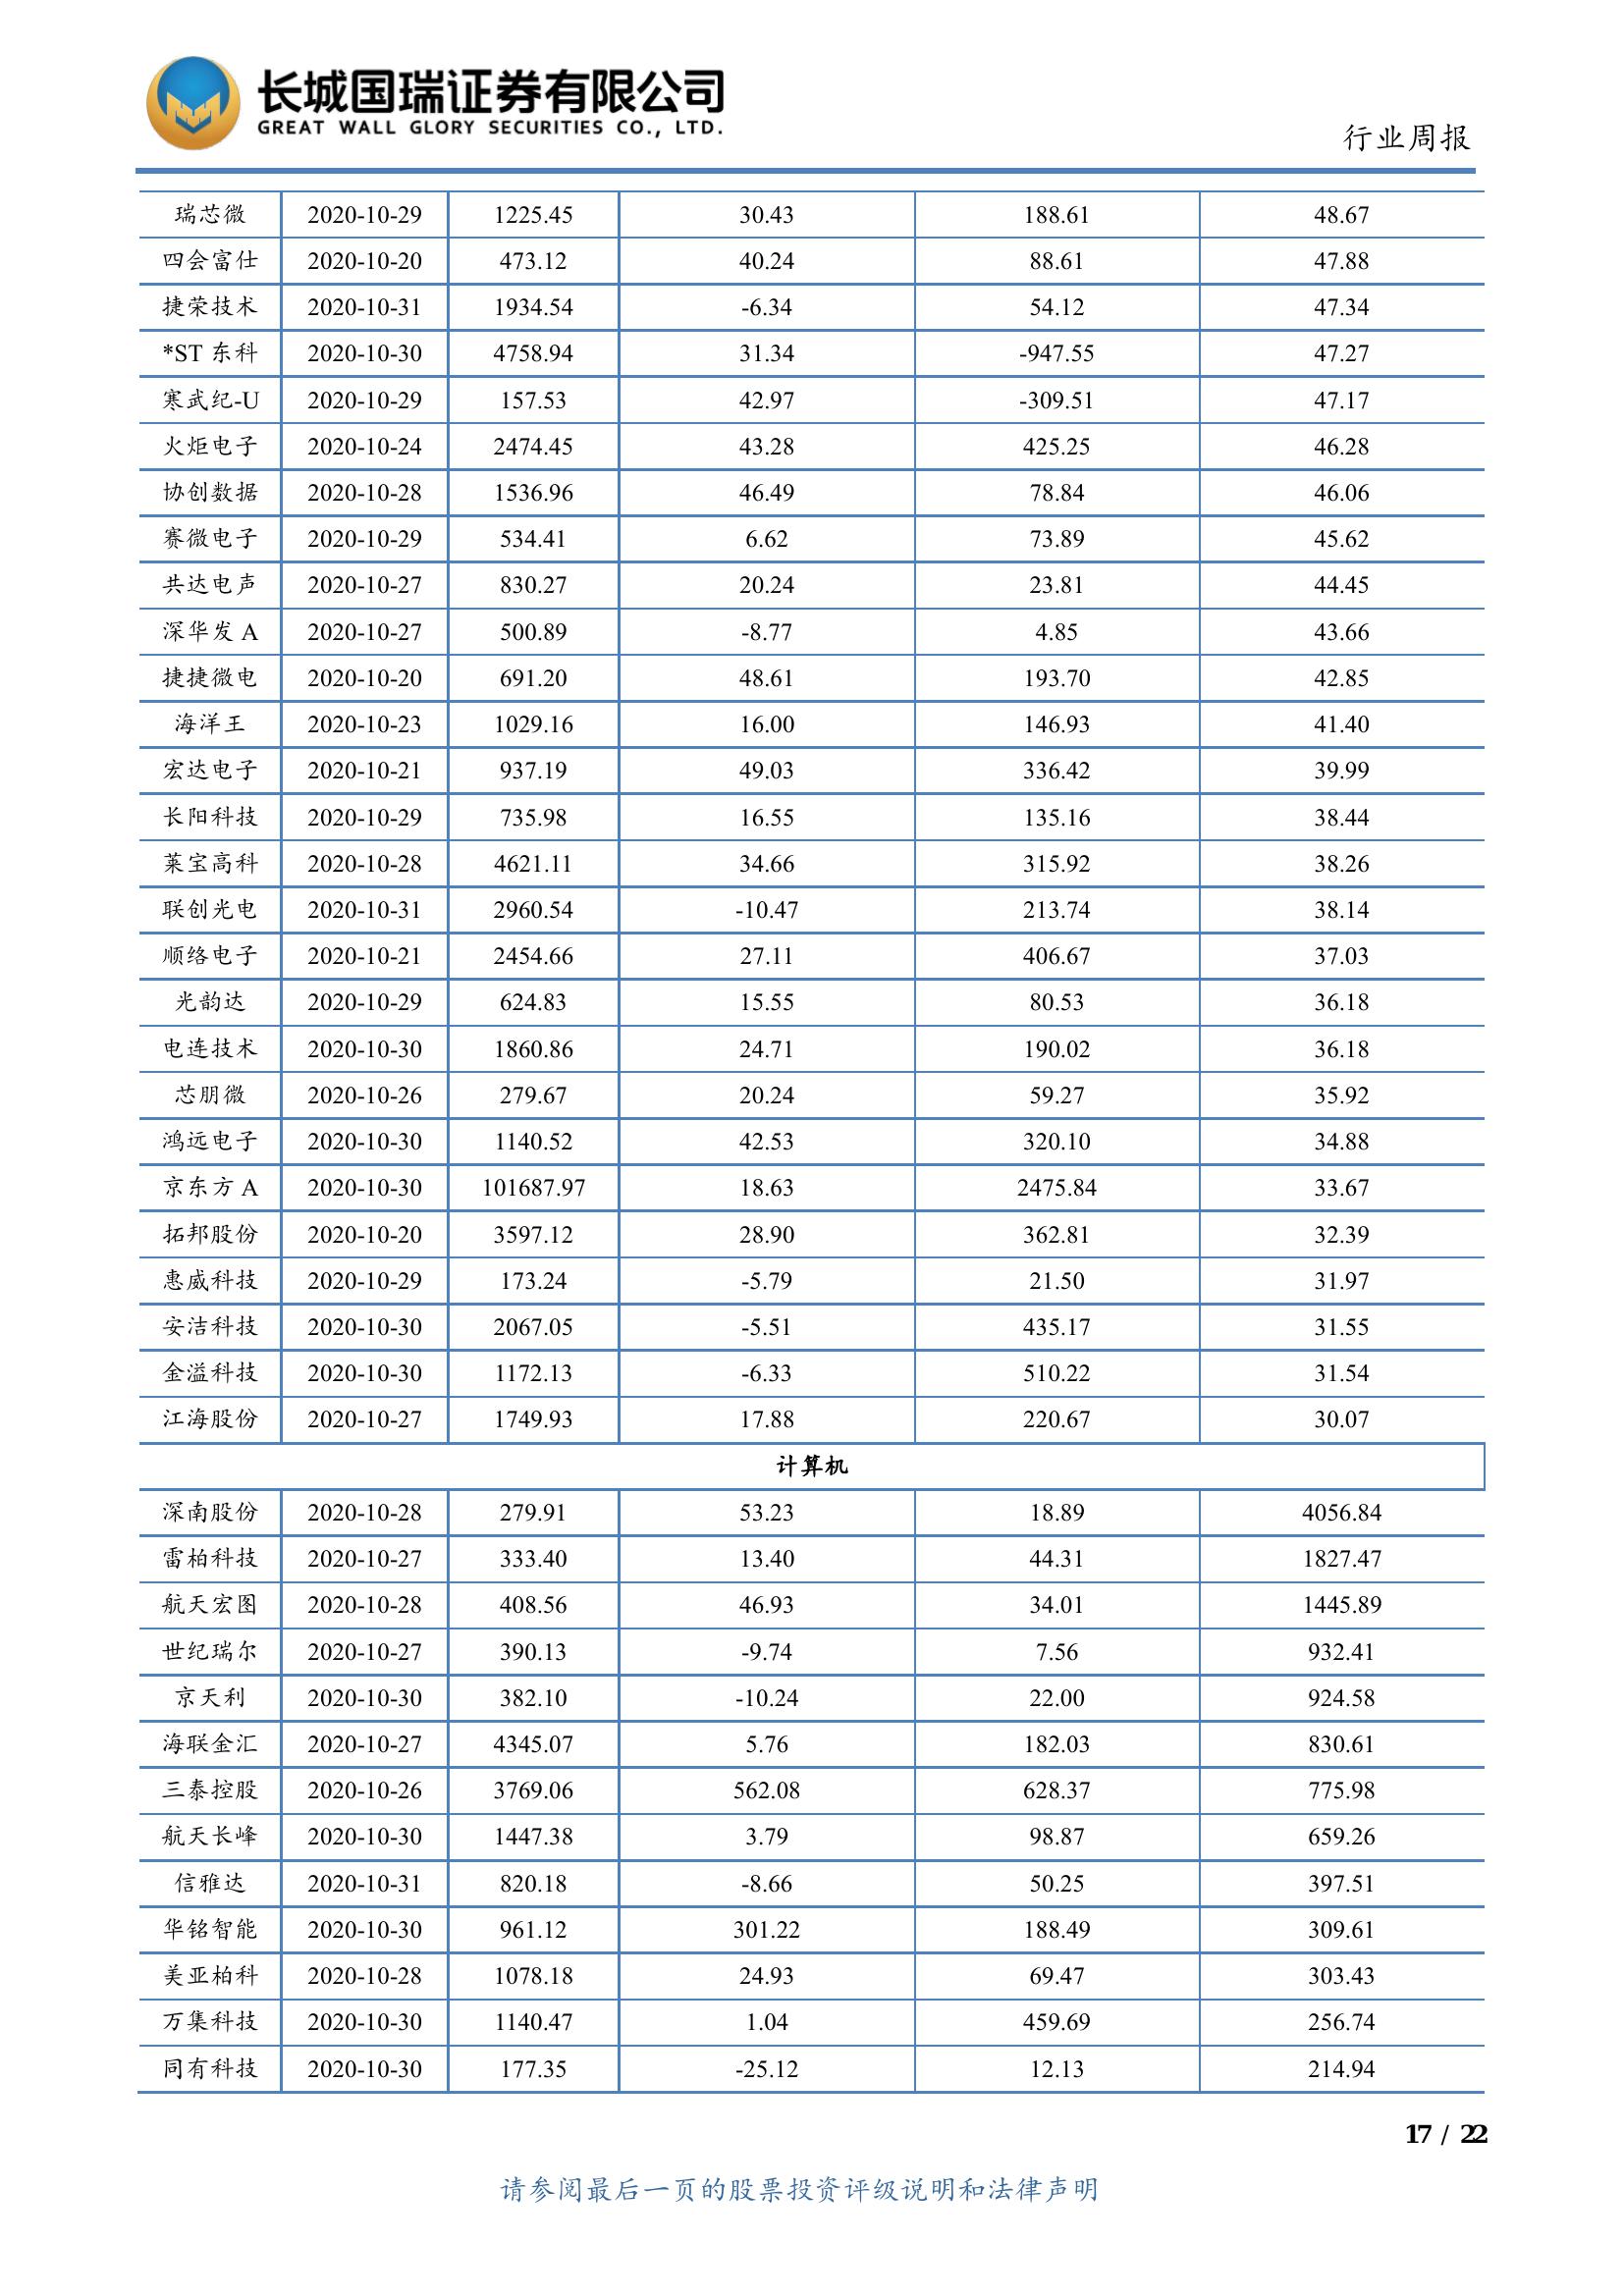 长城国瑞证券有限公司
GREAT WALL GLORY SECURITIES CO., LTD.
行业周报
瑞芯微 2020-10-29 1225.45 30.43 188.61 48.67
四会富仕 2020-10-20 473.12 40.24 88.61 47.88
捷荣技术 2020-10-31 1934.54 -6.34 54.12 47.34
*ST 东科 2020-10-30 4758.94 31.34 -947.55 47.27
寒武纪-U 2020-10-29 157.53 42.97 -309.51 47.17
火炬电子 2020-10-24 2474.45 43.28 425.25 46.28
协创数据 2020-10-28 1536.96 46.49 78.84 46.06
赛微电子 2020-10-29 534.41 6.62 73.89 45.62
共达电声 2020-10-27 830.27 20.24 23.81 44.45
深华发 A 2020-10-27 500.89 -8.77 4.85 43.66
捷捷微电 2020-10-20 691.20 48.61 193.70 42.85
海洋王 2020-10-23 1029.16 16.00 146.93 41.40
宏达电子 2020-10-21 937.19 49.03 336.42 39.99
长阳科技 2020-10-29 735.98 16.55 135.16 38.44
莱宝高科 2020-10-28 4621.11 34.66 315.92 38.26
联创光电 2020-10-31 2960.54 -10.47 213.74 38.14
顺络电子 2020-10-21 2454.66 27.11 406.67 37.03
光韵达 2020-10-29 624.83 15.55 80.53 36.18
电连技术 2020-10-30 1860.86 24.71 190.02 36.18
芯朋微 2020-10-26 279.67 20.24 59.27 35.92
鸿远电子 2020-10-30 1140.52 42.53 320.10 34.88
京东方 A 2020-10-30 101687.97 18.63 2475.84 33.67
拓邦股份 2020-10-20 3597.12 28.90 362.81 32.39
惠威科技 2020-10-29 173.24 -5.79 21.50 31.97
安洁科技 2020-10-30 2067.05 -5.51 435.17 31.55
金溢科技 2020-10-30 1172.13 -6.33 510.22 31.54
江海股份 2020-10-27 1749.93 17.88 220.67 30.07
计算机
深南股份 2020-10-28 279.91 53.23 18.89 4056.84
雷柏科技 2020-10-27 333.40 13.40 44.31 1827.47
航天宏图 2020-10-28 408.56 46.93 34.01 1445.89
世纪瑞尔 2020-10-27 390.13 -9.74 7.56 932.41
京天利 2020-10-30 382.10 -10.24 22.00 924.58
海联金汇 2020-10-27 4345.07 5.76 182.03 830.61
三泰控股 2020-10-26 3769.06 562.08 628.37 775.98
航天长峰 2020-10-30 1447.38 3.79 98.87 659.26
信雅达 2020-10-31 820.18 -8.66 50.25 397.51
华铭智能 2020-10-30 961.12 301.22 188.49 309.61
美亚柏科 2020-10-28 1078.18 24.93 69.47 303.43
万集科技 2020-10-30 1140.47 1.04 459.69 256.74
同有科技 2020-10-30 177.35 -25.12 12.13 214.94
17 / 22
请参阅最后一页的股票投资评级说明和法律声明